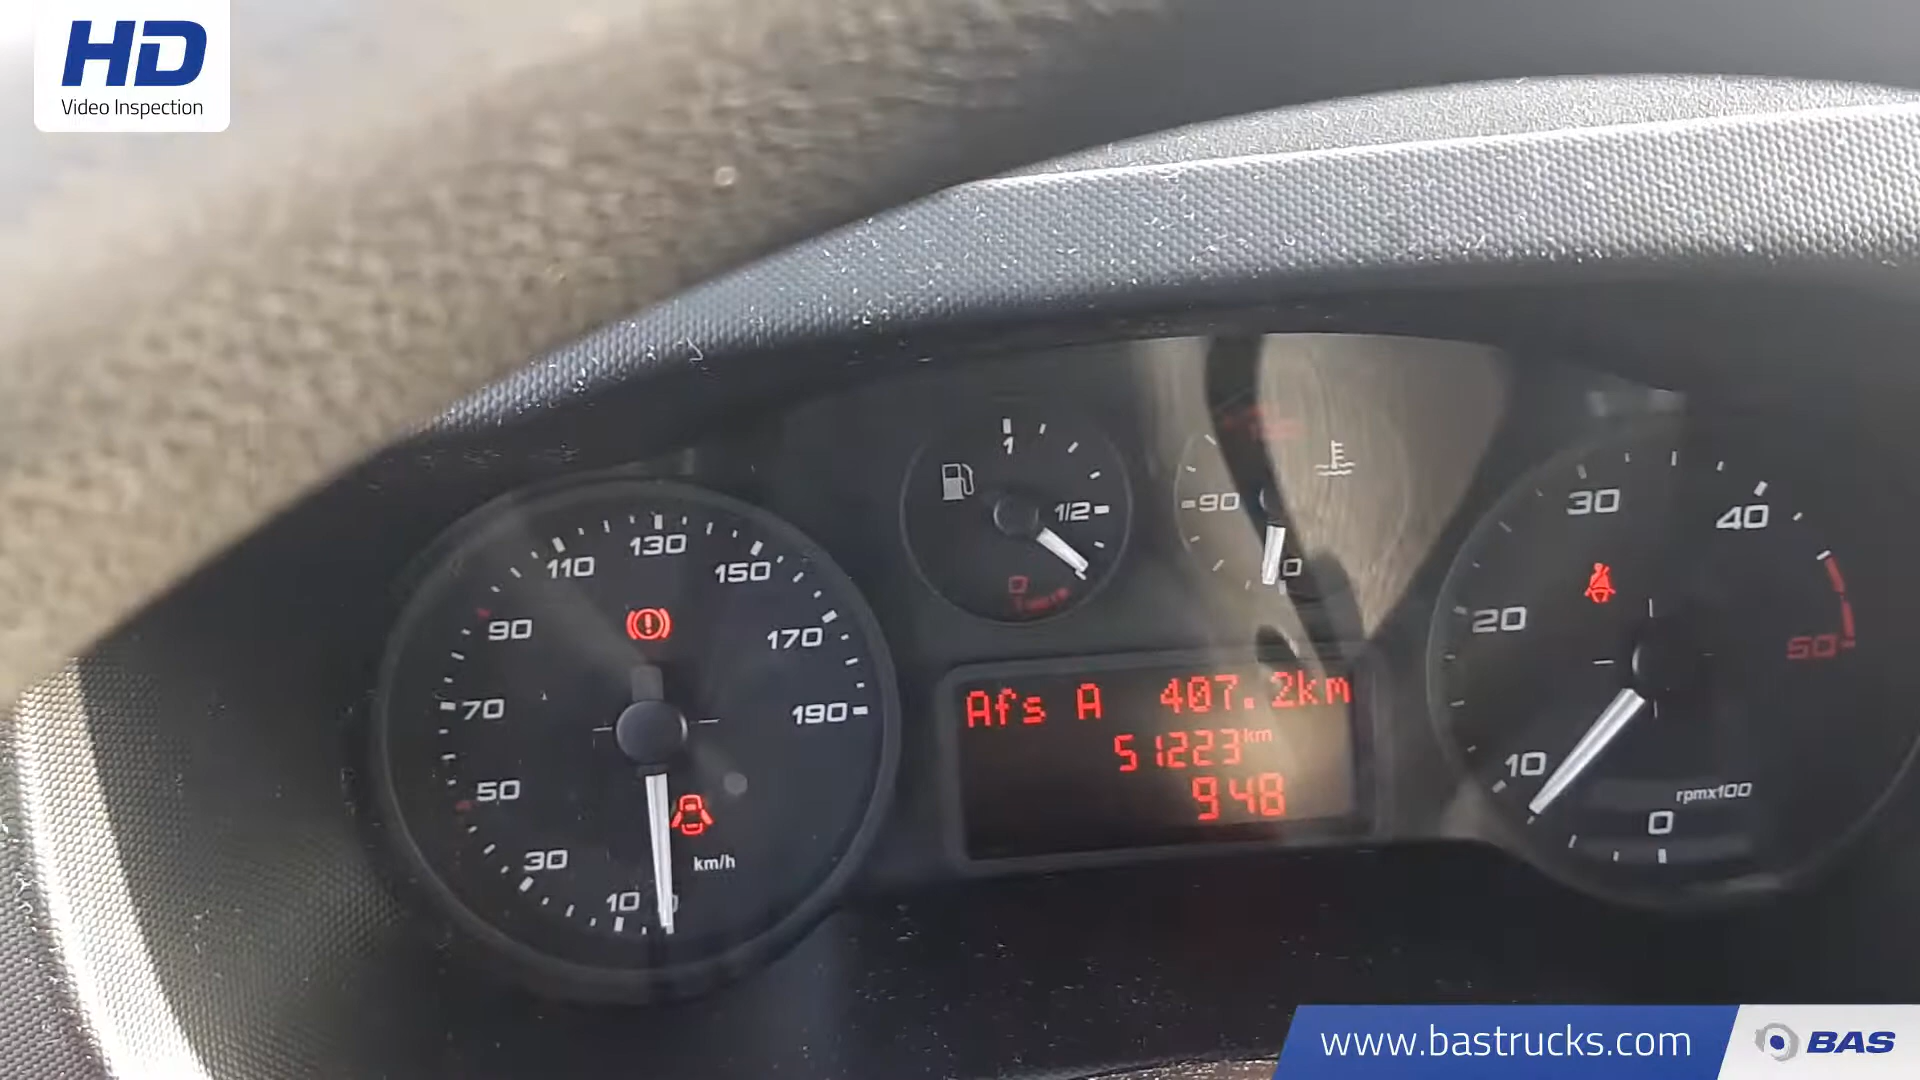 HD
Video Inspection
1
1/2
0
90
30
40
20
50
10
rpmx100
0
130
110
150
90
170
70
190
50
30
10
km/h
Afs A 407.2km
51223km
948
www.bastrucks.com
BAS